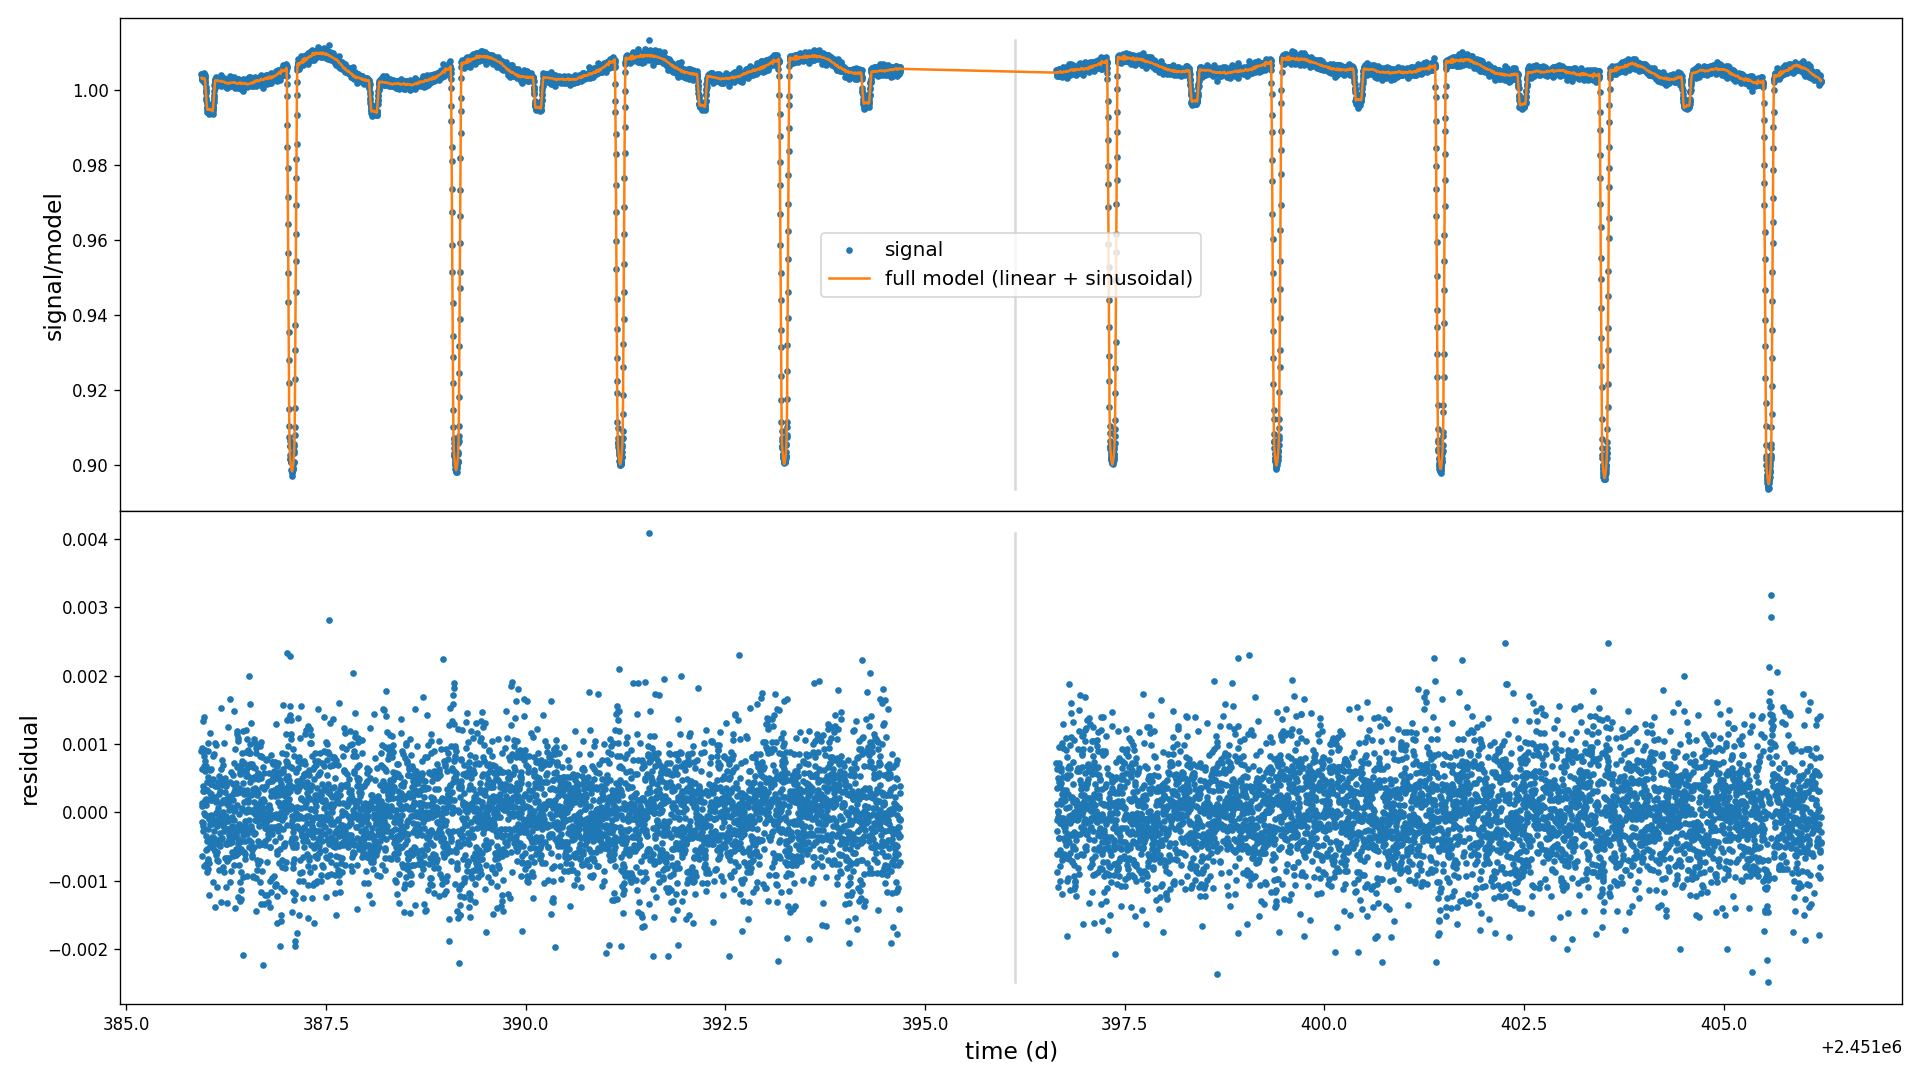 signal/model
1.00
0.98
0.96
0.94
0.92
0.90
signal
full model (linear + sinusoidal)
residual
0.004
0.003
0.002
0.001
0.000
−0.001
−0.002
385.0 387.5 390.0 392.5 395.0 397.5 400.0 402.5 405.0
time (d)
+2.451e6